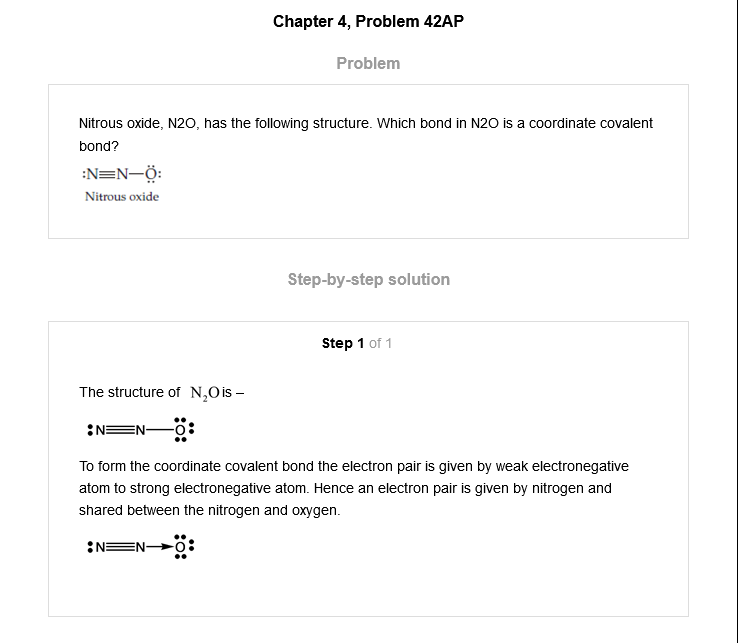 Chapter 4, Problem 42AP
Problem
Nitrous oxide, N2O, has the following structure. Which bond in N2O is a coordinate covalent
bond?
:N≡N—Ö:
Nitrous oxide
Step-by-step solution
Step 1 of 1
The structure of N₂O is –
:N≡N—Ö:
To form the coordinate covalent bond the electron pair is given by weak electronegative
atom to strong electronegative atom. Hence an electron pair is given by nitrogen and
shared between the nitrogen and oxygen.
:N≡N→Ö: